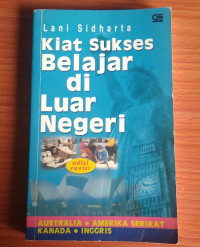 Lani Sidharta
Kiat Sukses
Belajar
di
Luar
Negeri
edisi
revisi
AUSTRALIA • AMERIKA SERIKAT
KANADA • INGGRIS